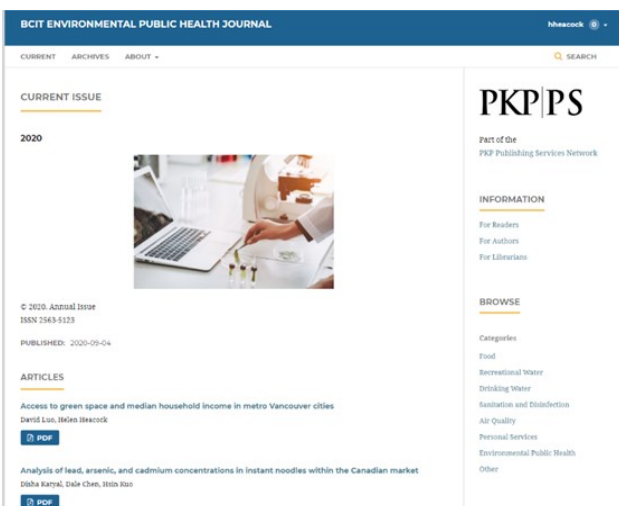 BCIT ENVIRONMENTAL PUBLIC HEALTH JOURNAL
hheacock 0
CURRENT ARCHIVES ABOUT
SEARCH
CURRENT ISSUE
2020
© 2020. Annual Issue
ISSN 2563-5123
PUBLISHED: 2020-09-04
ARTICLES
Access to green space and median household income in metro Vancouver cities
David Luo, Helen Heacock
PDF
Analysis of lead, arsenic, and cadmium concentrations in instant noodles within the Canadian market
Disha Katyal, Dale Chen, Hsin Kuo
PDF
PKP|PS
Part of the
PKP Publishing Services Network
INFORMATION
For Readers
For Authors
For Librarians
BROWSE
Categories
Food
Recreational Water
Drinking Water
Sanitation and Disinfection
Air Quality
Personal Services
Environmental Public Health
Other